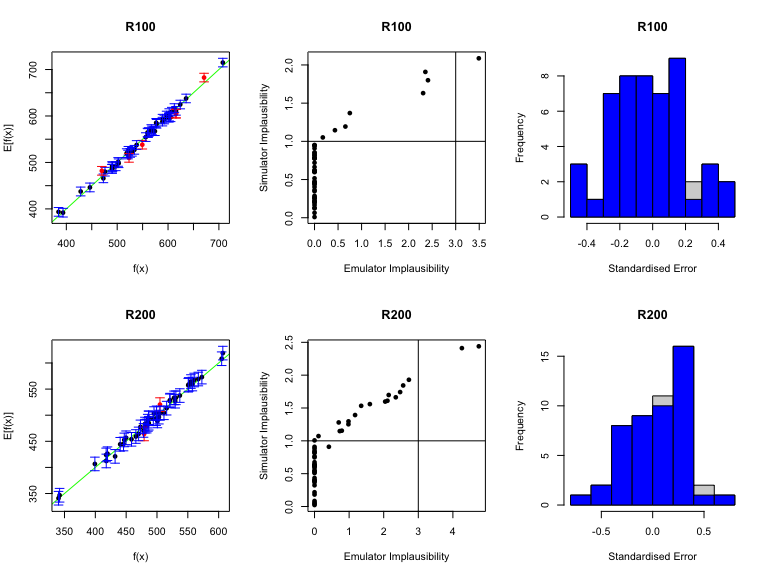 R100
R100
R100
E[f(x)]
400 500 600 700
400 500 600 700
f(x)
Simulator Implausibility
0.0 0.5 1.0 1.5 2.0
0.0 0.5 1.0 1.5 2.0 2.5 3.0 3.5
Emulator Implausibility
Frequency
0 2 4 6 8
-0.4 -0.2 0.0 0.2 0.4
Standardised Error
R200
R200
R200
E[f(x)]
350 450 550
350 400 450 500 550 600
f(x)
Simulator Implausibility
0.0 0.5 1.0 1.5 2.0 2.5
0 1 2 3 4
Emulator Implausibility
Frequency
0 5 10 15
-0.5 0.0 0.5
Standardised Error